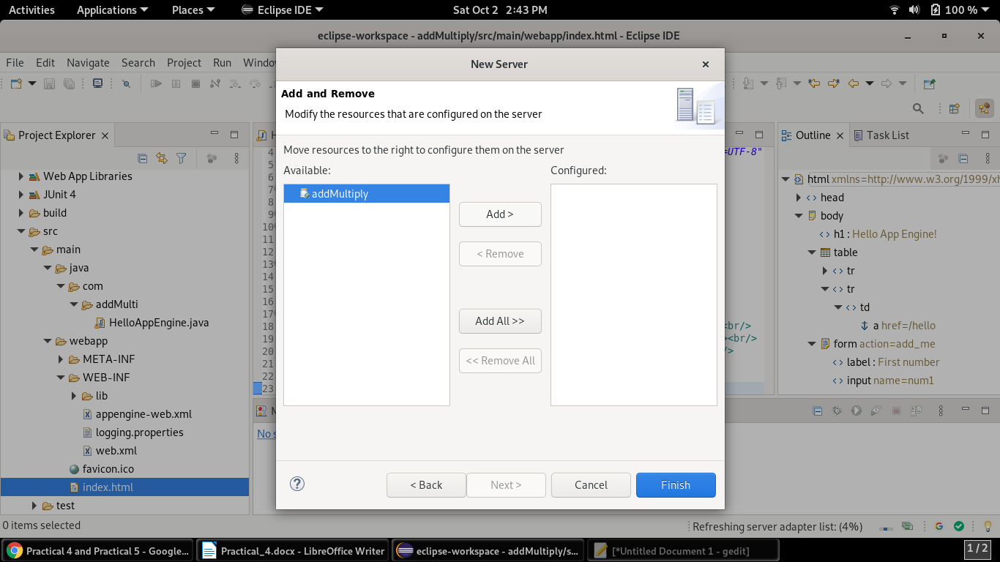 Activities Applications Places Eclipse IDE Sat Oct 2 2:43 PM 100 %
eclipse-workspace - addMultiply/src/main/webapp/index.html - Eclipse IDE
File Edit Navigate Search Project Run
New Server
Add and Remove
Modify the resources that are configured on the server
Move resources to the right to configure them on the server
Available:
Configured:
addMultiply
Add >
< Remove
Add All >>
<< Remove All
< Back
Next >
Cancel
Finish
Project Explorer
Web App Libraries
JUnit 4
build
src
main
java
com
addMulti
HelloAppEngine.java
webapp
META-INF
WEB-INF
lib
appengine-web.xml
logging.properties
web.xml
favicon.ico
index.html
test
4
5
6
7
8
9
10
11
12
13
14
15
16
17
18
19
20
21
22
23
=UTF-8"
<br/>
<br/>
/>
Outline
Task List
html xmlns=http://www.w3.org/1999/xh
head
body
h1 : Hello App Engine!
table
tr
tr
td
a href=/hello
form action=add_me
label : First number
input name=num1
0 items selected
Refreshing server adapter list: (4%)
Practical 4 and Practical 5 - Google...
Practical_4.docx - LibreOffice Writer
eclipse-workspace - addMultiply/s...
[*Untitled Document 1 - gedit]
1 / 2